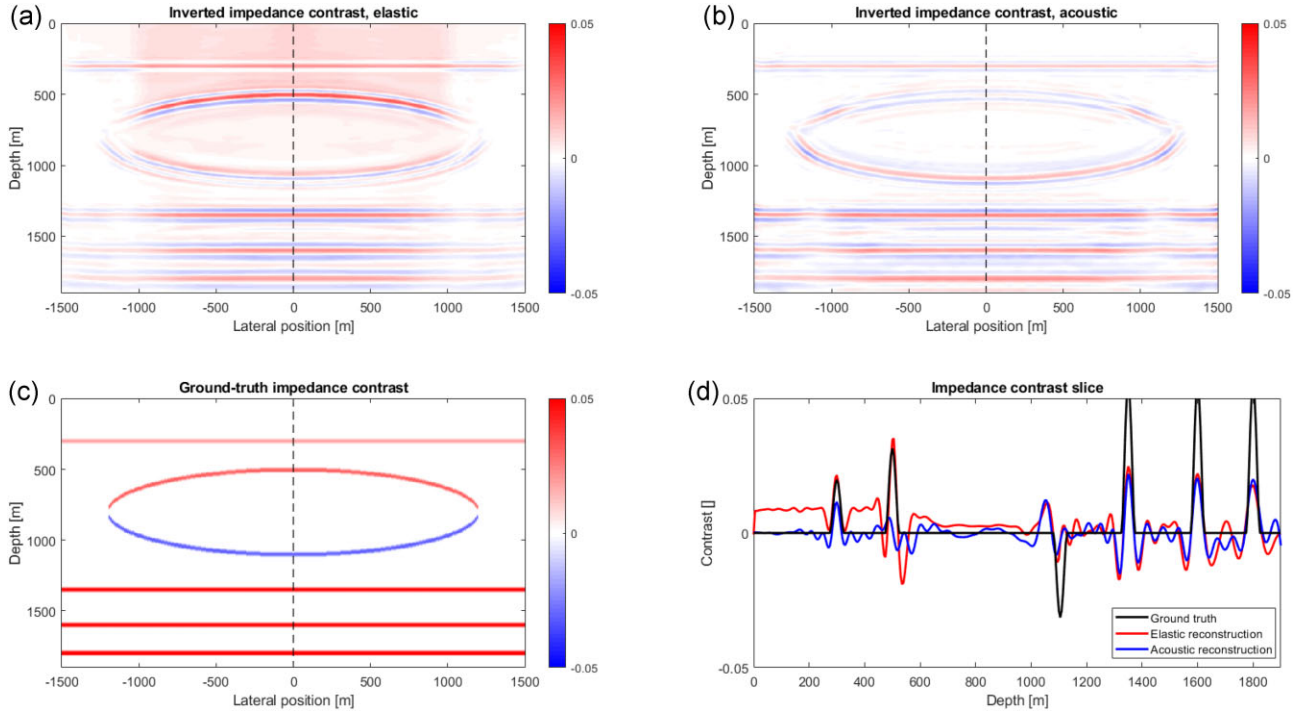 (a)
Inverted impedance contrast, elastic
0
500
1000
1500
Depth [m]
-1500 -1000 -500 0 500 1000 1500
Lateral position [m]
0.05
0
-0.05
(b)
Inverted impedance contrast, acoustic
0
500
1000
1500
Depth [m]
-1500 -1000 -500 0 500 1000 1500
Lateral position [m]
0.05
0
-0.05
(c)
Ground-truth impedance contrast
0
500
1000
1500
Depth [m]
-1500 -1000 -500 0 500 1000 1500
Lateral position [m]
0.05
0
-0.05
(d)
Impedance contrast slice
0.05
0
-0.05
Contrast []
0 200 400 600 800 1000 1200 1400 1600 1800
Depth [m]
Ground truth
Elastic reconstruction
Acoustic reconstruction